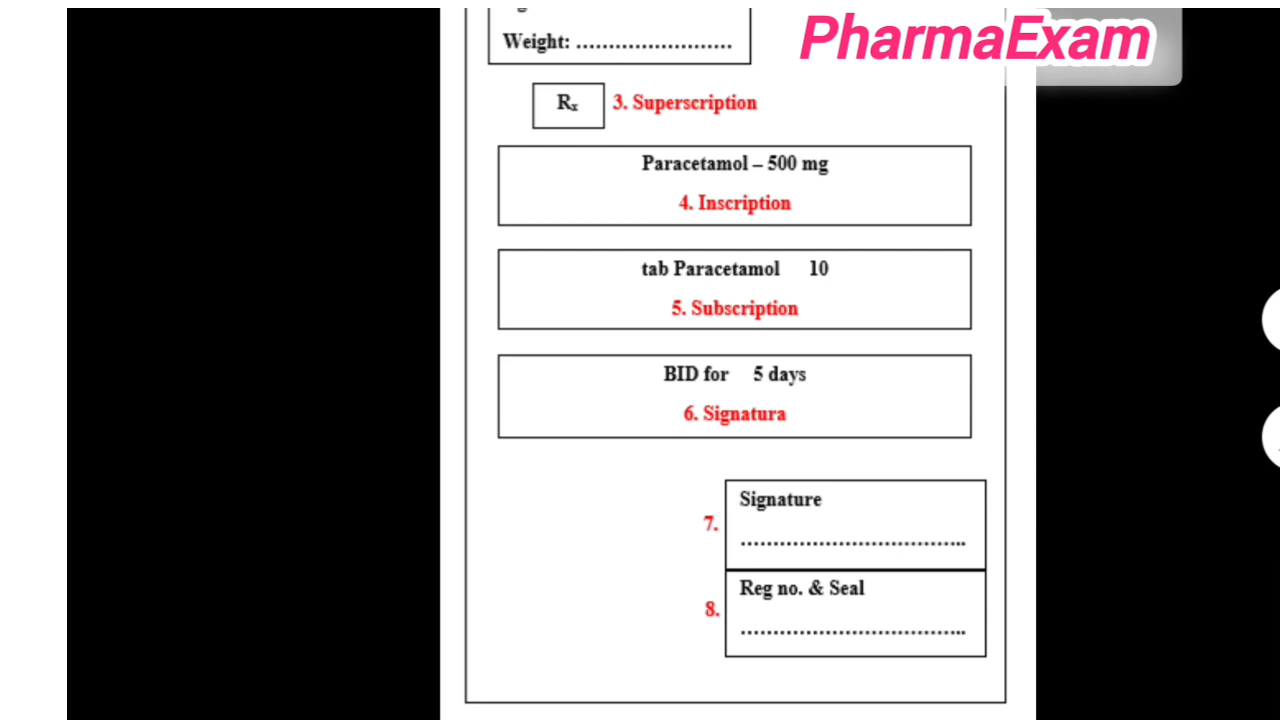 PharmaExam
Weight: ........................
Rx 3. Superscription
Paracetamol – 500 mg
4. Inscription
tab Paracetamol 10
5. Subscription
BID for 5 days
6. Signatura
Signature
7.
..................................
Reg no. & Seal
8.
..................................